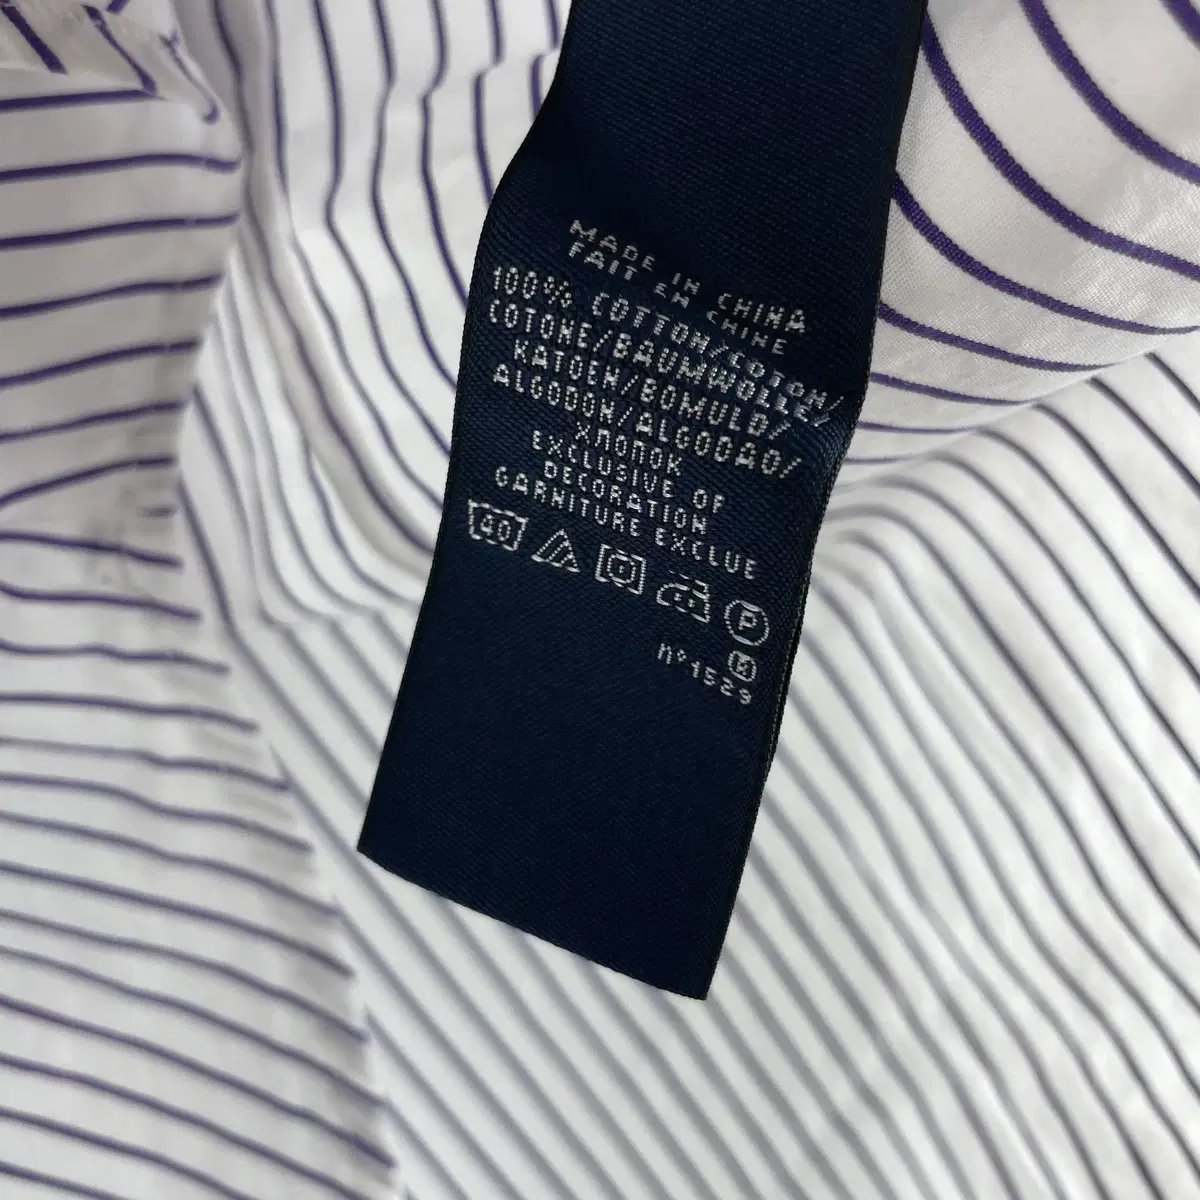 MADE IN CHINA
FAIT EN CHINE
100% COTTON/COTON/
COTONE/BAUMWOLLE/
KATOEN/BOMULD/
ALGODON/ALGODAO/
ХЛОПОК
EXCLUSIVE OF
DECORATION
GARNITURE EXCLUE
40 P
K
n°1529